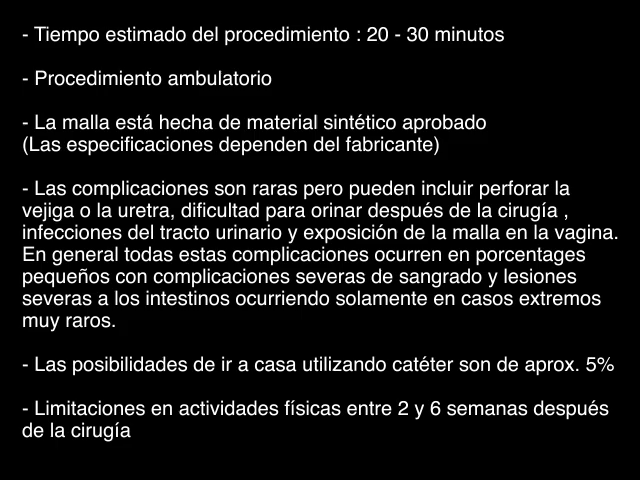 - Tiempo estimado del procedimiento : 20 - 30 minutos
- Procedimiento ambulatorio
- La malla está hecha de material sintético aprobado
(Las especificaciones dependen del fabricante)
- Las complicaciones son raras pero pueden incluir perforar la
vejiga o la uretra, dificultad para orinar después de la cirugía ,
infecciones del tracto urinario y exposición de la malla en la vagina.
En general todas estas complicaciones ocurren en porcentages
pequeños con complicaciones severas de sangrado y lesiones
severas a los intestinos ocurriendo solamente en casos extremos
muy raros.
- Las posibilidades de ir a casa utilizando catéter son de aprox. 5%
- Limitaciones en actividades físicas entre 2 y 6 semanas después
de la cirugía